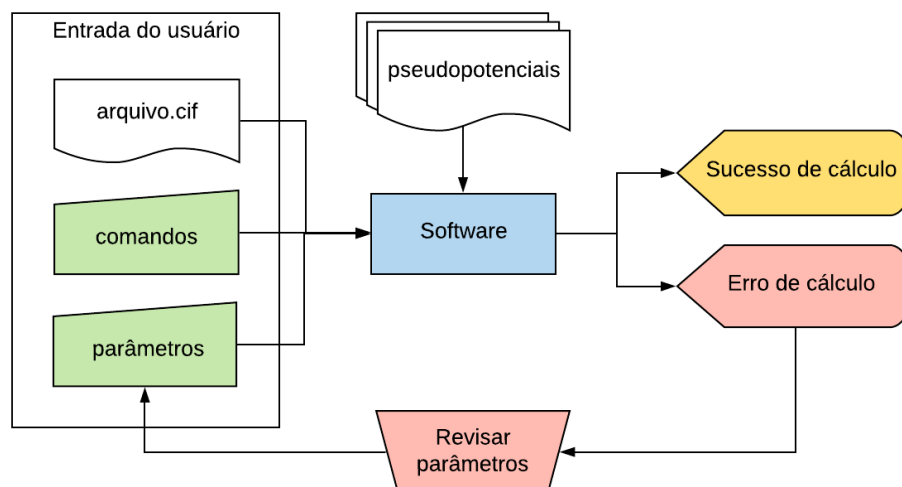 Entrada do usuário
arquivo.cif
comandos
parâmetros
pseudopotenciais
Software
Sucesso de cálculo
Erro de cálculo
Revisar
parâmetros